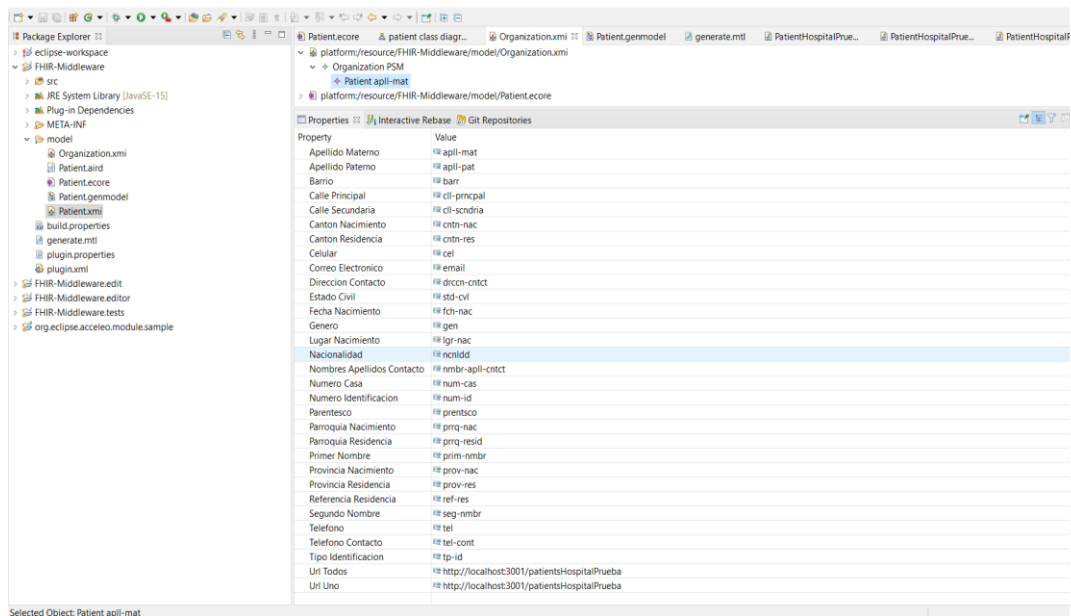 Package Explorer
eclipse-workspace
FHIR-Middleware
src
JRE System Library [JavaSE-15]
Plug-in Dependencies
META-INF
model
Organization.xmi
Patient.aird
Patient.ecore
Patient.genmodel
Patient.xmi
build.properties
generate.mtl
plugin.properties
plugin.xml
FHIR-Middleware.edit
FHIR-Middleware.editor
FHIR-Middleware.tests
org.eclipse.acceleo.module.sample
Patient.ecore patient class diagr... Organization.xmi Patient.genmodel generate.mtl PatientHospitalPrue... PatientHospitalPrue... PatientHospitalP
platform:/resource/FHIR-Middleware/model/Organization.xmi
Organization PSM
Patient apll-mat
platform:/resource/FHIR-Middleware/model/Patient.ecore
Properties Interactive Rebase Git Repositories
Property Value
Apellido Materno apll-mat
Apellido Paterno apll-pat
Barrio barr
Calle Principal cll-prncpal
Calle Secundaria cll-scndria
Canton Nacimiento cntn-nac
Canton Residencia cntn-res
Celular cel
Correo Electronico email
Direccion Contacto drccn-cntct
Estado Civil std-cvl
Fecha Nacimiento fch-nac
Genero gen
Lugar Nacimiento lgr-nac
Nacionalidad ncnldd
Nombres Apellidos Contacto nmbr-apll-cntct
Numero Casa num-cas
Numero Identificacion num-id
Parentesco prentsco
Parroquia Nacimiento prrq-nac
Parroquia Residencia prrq-resid
Primer Nombre prim-nmbr
Provincia Nacimiento prov-nac
Provincia Residencia prov-res
Referencia Residencia ref-res
Segundo Nombre seg-nmbr
Telefono tel
Telefono Contacto tel-cont
Tipo Identificacion tp-id
Url Todos http://localhost:3001/patientsHospitalPrueba
Url Uno http://localhost:3001/patientsHospitalPrueba
Selected Object: Patient apll-mat